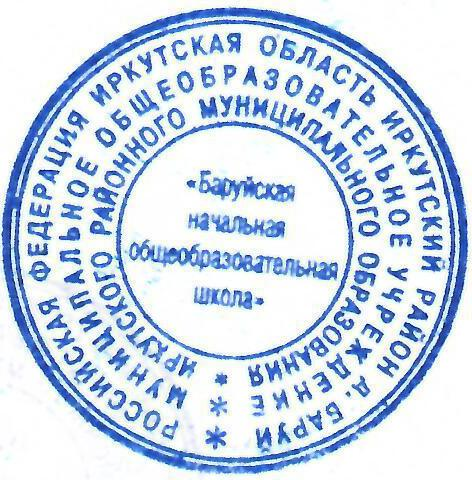 РОССИЙСКАЯ ФЕДЕРАЦИЯ ИРКУТСКАЯ ОБЛАСТЬ ИРКУТСКИЙ РАЙОН Д. БАРУЙ *
МУНИЦИПАЛЬНОЕ ОБЩЕОБРАЗОВАТЕЛЬНОЕ УЧРЕЖДЕНИЕ *
ИРКУТСКОГО РАЙОННОГО МУНИЦИПАЛЬНОГО ОБРАЗОВАНИЯ *
«Баруйская
начальная
общеобразовательная
школа»